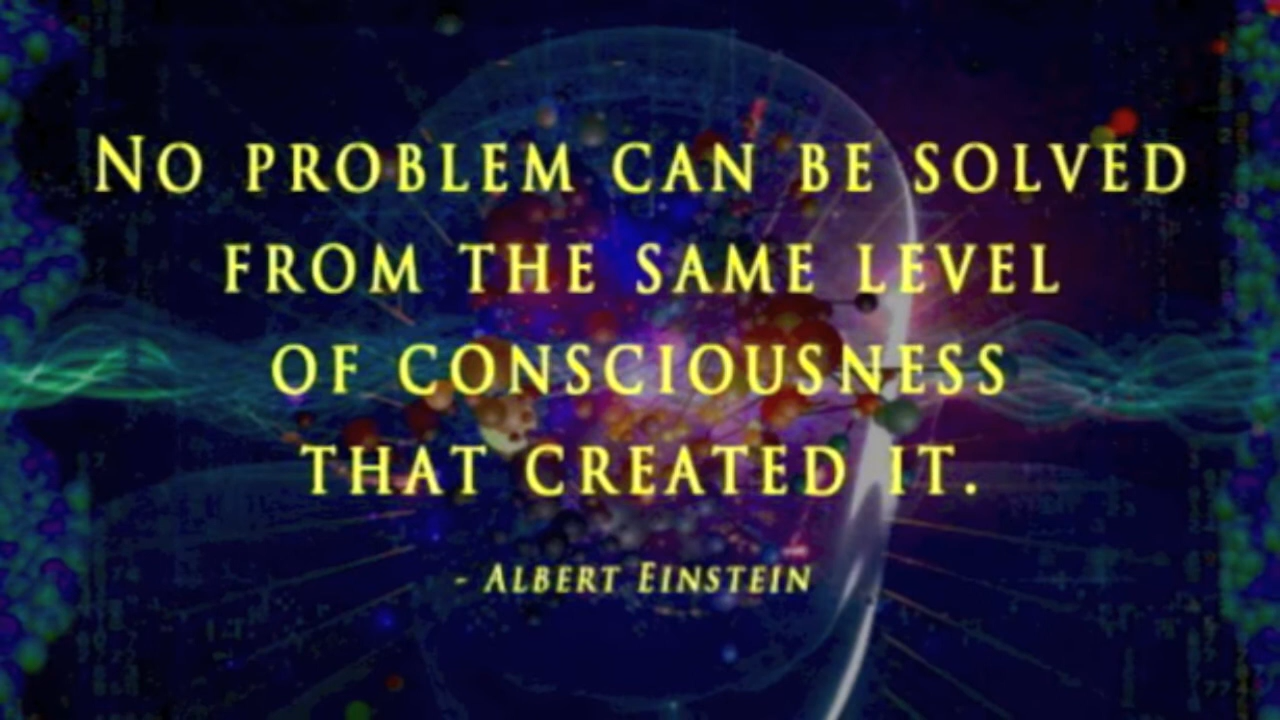 No problem can be solved
from the same level
of consciousness
that created it.
- Albert Einstein